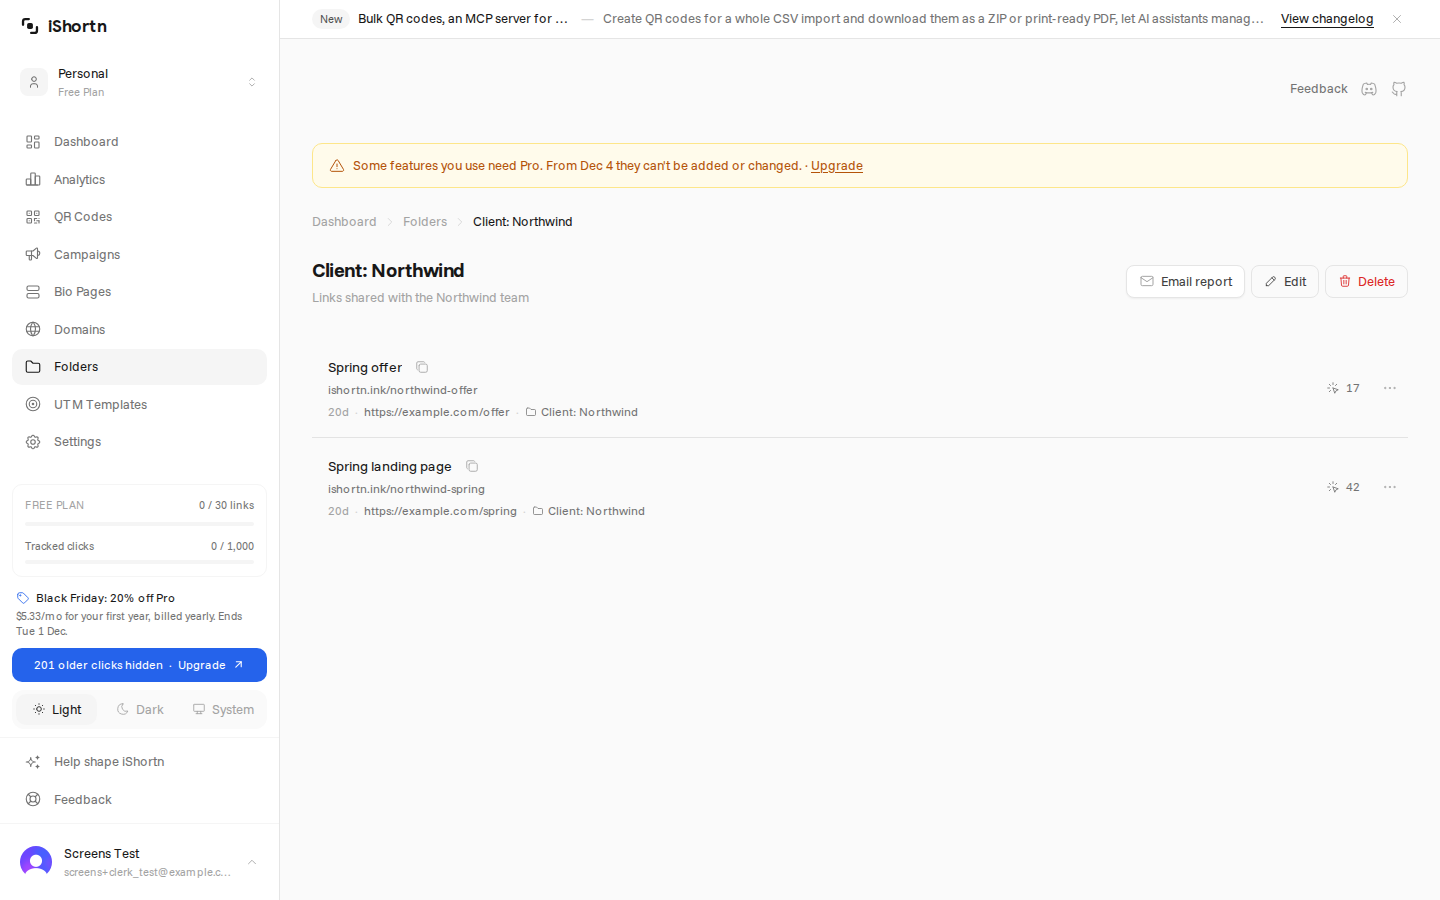 iShortn
Personal
Free Plan
Dashboard
Analytics
QR Codes
Campaigns
Bio Pages
Domains
Folders
UTM Templates
Settings
FREE PLAN 0 / 30 links
Tracked clicks 0 / 1,000
Black Friday: 20% off Pro
$5.33/mo for your first year, billed yearly. Ends
Tue 1 Dec.
201 older clicks hidden · Upgrade
Light Dark System
Help shape iShortn
Feedback
Screens Test
screens+clerk_test@example.c...
New Bulk QR codes, an MCP server for ... — Create QR codes for a whole CSV import and download them as a ZIP or print-ready PDF, let AI assistants manag... View changelog
Feedback
Some features you use need Pro. From Dec 4 they can't be added or changed. · Upgrade
Dashboard Folders Client: Northwind
Client: Northwind
Links shared with the Northwind team
Email report Edit Delete
Spring offer
ishortn.ink/northwind-offer
20d · https://example.com/offer · Client: Northwind
17
Spring landing page
ishortn.ink/northwind-spring
20d · https://example.com/spring · Client: Northwind
42